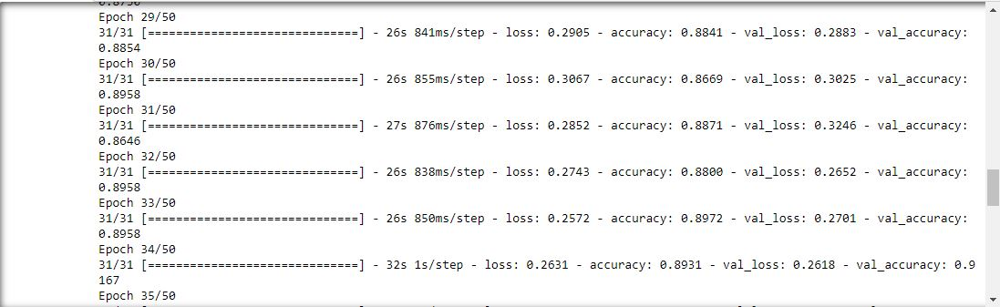 0.8750
Epoch 29/50
31/31 [==============================] - 26s 841ms/step - loss: 0.2905 - accuracy: 0.8841 - val_loss: 0.2883 - val_accuracy:
0.8854
Epoch 30/50
31/31 [==============================] - 26s 855ms/step - loss: 0.3067 - accuracy: 0.8669 - val_loss: 0.3025 - val_accuracy:
0.8958
Epoch 31/50
31/31 [==============================] - 27s 876ms/step - loss: 0.2852 - accuracy: 0.8871 - val_loss: 0.3246 - val_accuracy:
0.8646
Epoch 32/50
31/31 [==============================] - 26s 838ms/step - loss: 0.2743 - accuracy: 0.8800 - val_loss: 0.2652 - val_accuracy:
0.8958
Epoch 33/50
31/31 [==============================] - 26s 850ms/step - loss: 0.2572 - accuracy: 0.8972 - val_loss: 0.2701 - val_accuracy:
0.8958
Epoch 34/50
31/31 [==============================] - 32s 1s/step - loss: 0.2631 - accuracy: 0.8931 - val_loss: 0.2618 - val_accuracy: 0.9
167
Epoch 35/50